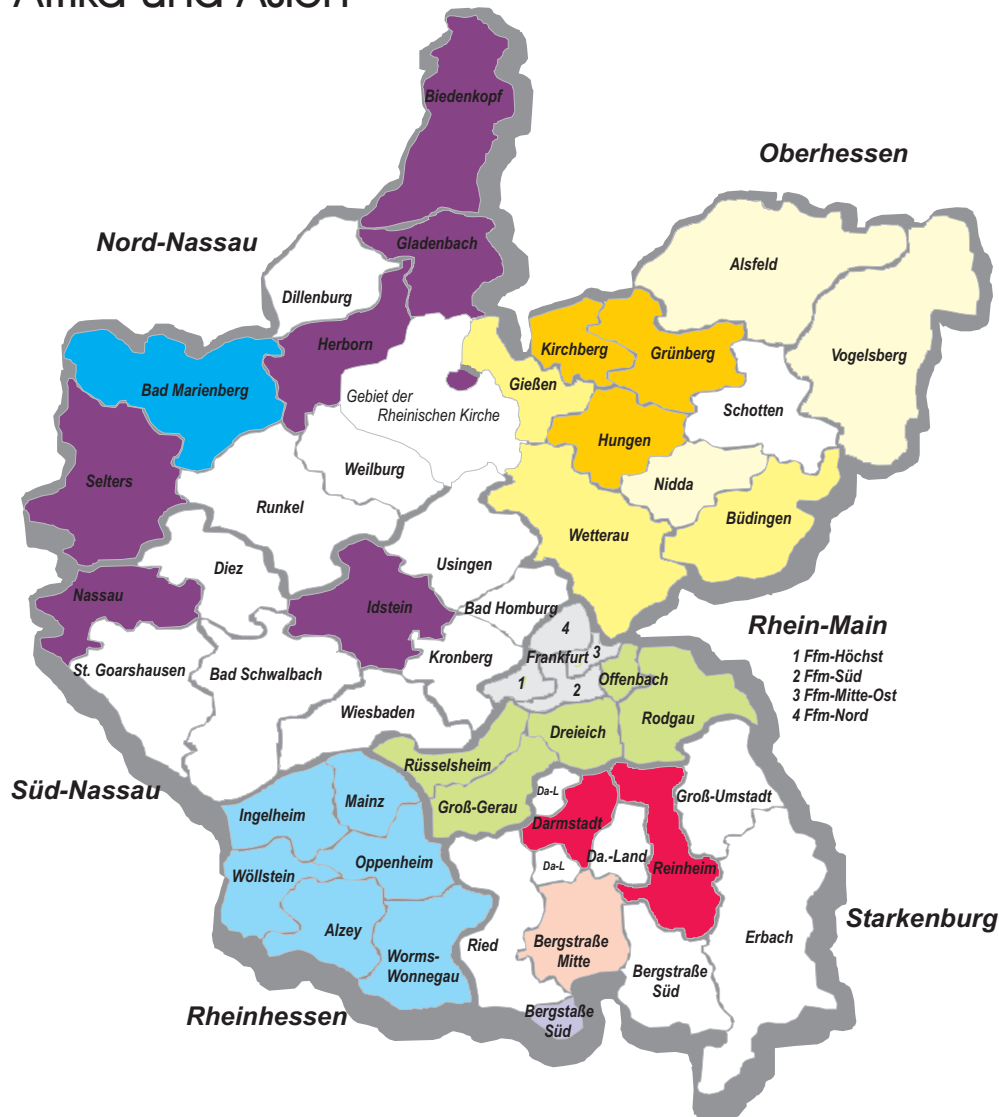 Afrika und Asien
Biedenkopf
Oberhessen
Nord-Nassau
Gladenbach
Alsfeld
Dillenburg
Herborn
Kirchberg
Grünberg
Vogelsberg
Bad Marienberg
Gießen
Gebiet der
Rheinischen Kirche
Schotten
Hungen
Weilburg
Selters
Nidda
Runkel
Büdingen
Wetterau
Usingen
Diez
Nassau
Idstein
Bad Homburg
4
Rhein-Main
1 Ffm-Höchst
2 Ffm-Süd
3 Ffm-Mitte-Ost
4 Ffm-Nord
Frankfurt
3
Kronberg
St. Goarshausen
Bad Schwalbach
1
2
Offenbach
Wiesbaden
Rodgau
Dreieich
Rüsselsheim
Süd-Nassau
Da-L
Groß-Umstadt
Mainz
Ingelheim
Groß-Gerau
Darmstadt
Oppenheim
Da-L
Da.-Land
Reinheim
Wöllstein
Starkenburg
Alzey
Erbach
Ried
Bergstraße
Mitte
Worms-
Wonnegau
Bergstraße
Süd
Rheinhessen
Bergstaße
Süd